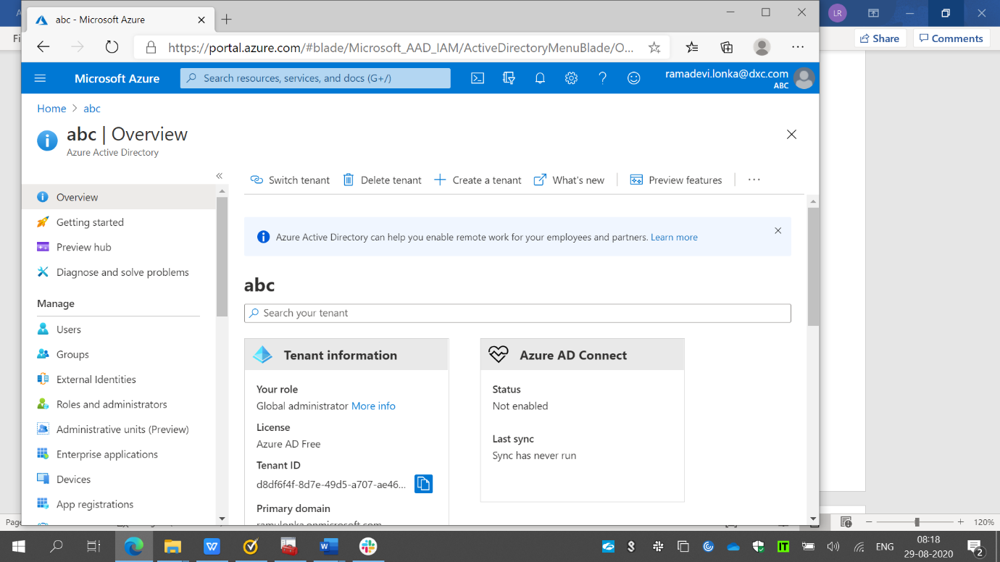 abc - Microsoft Azure
LR
Share
Comments
https://portal.azure.com/#blade/Microsoft_AAD_IAM/ActiveDirectoryMenuBlade/O...
Microsoft Azure
Search resources, services, and docs (G+/)
ramadevi.lonka@dxc.com
ABC
Home > abc
abc | Overview
Azure Active Directory
Switch tenant
Delete tenant
Create a tenant
What's new
Preview features
Overview
Getting started
Preview hub
Diagnose and solve problems
Manage
Users
Groups
External Identities
Roles and administrators
Administrative units (Preview)
Enterprise applications
Devices
App registrations
Azure Active Directory can help you enable remote work for your employees and partners. Learn more
abc
Search your tenant
Tenant information
Your role
Global administrator More info
License
Azure AD Free
Tenant ID
d8df6f4f-8d7e-49d5-a707-ae46...
Primary domain
ramulonka.onmicrosoft.com
Azure AD Connect
Status
Not enabled
Last sync
Sync has never run
120%
ENG
08:18
29-08-2020
2